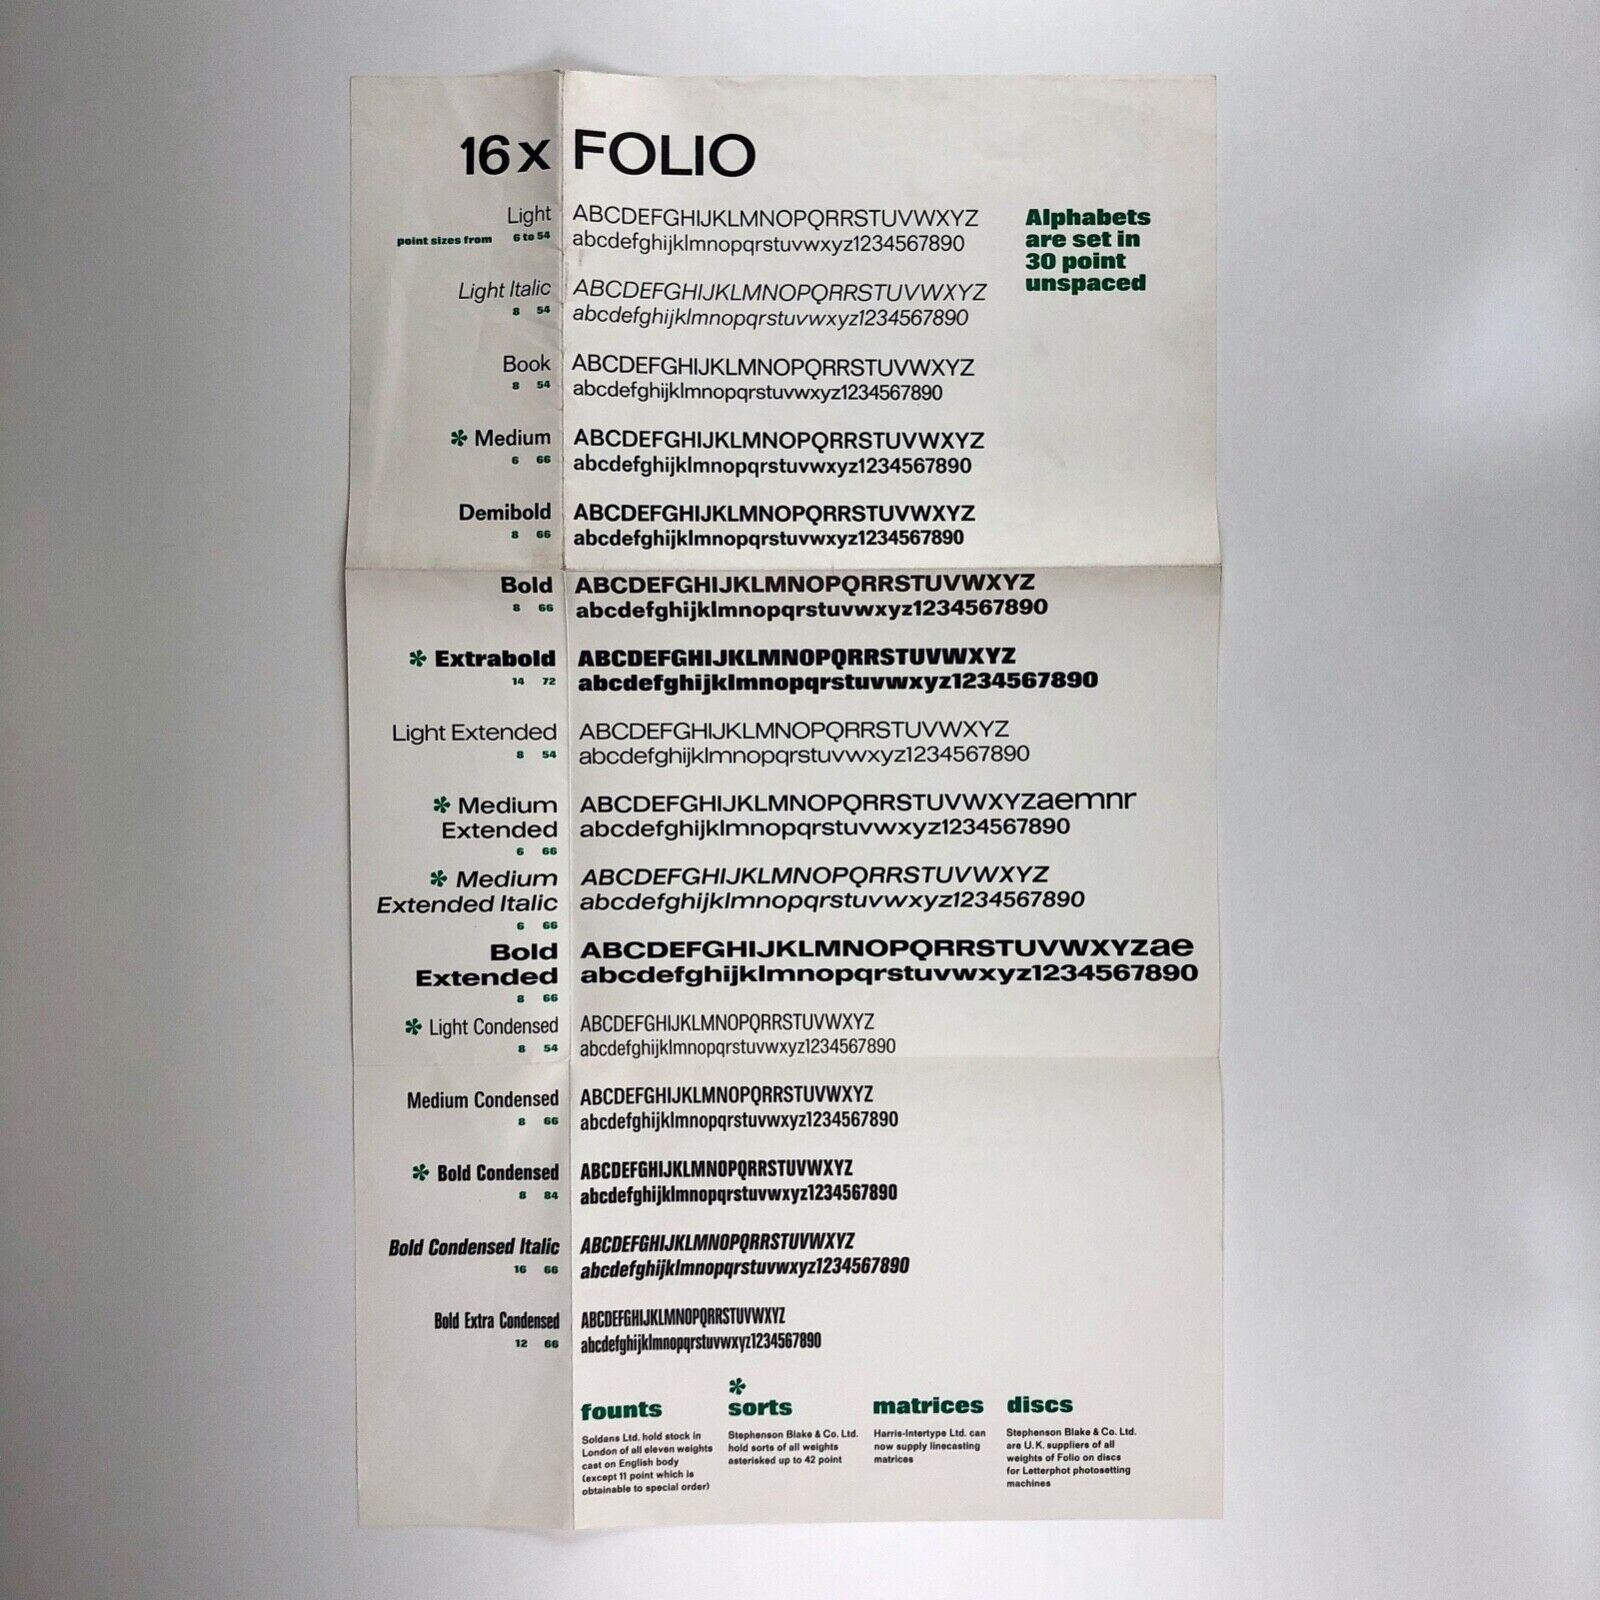 16 x FOLIO
Light ABCDEFGHIJKLMNOPQRRSTUVWXYZ
point sizes from 6 to 54 abcdefghijklmnopqrstuvwxyz1234567890
Alphabets
are set in
30 point
unspaced
Light Italic ABCDEFGHIJKLMNOPQRRSTUVWXYZ
8 54 abcdefghijklmnopqrstuvwxyz1234567890
Book ABCDEFGHIJKLMNOPQRRSTUVWXYZ
8 54 abcdefghijklmnopqrstuvwxyz1234567890
* Medium ABCDEFGHIJKLMNOPQRRSTUVWXYZ
6 66 abcdefghijklmnopqrstuvwxyz1234567890
Demibold ABCDEFGHIJKLMNOPQRRSTUVWXYZ
8 66 abcdefghijklmnopqrstuvwxyz1234567890
Bold ABCDEFGHIJKLMNOPQRRSTUVWXYZ
8 66 abcdefghijklmnopqrstuvwxyz1234567890
* Extrabold ABCDEFGHIJKLMNOPQRRSTUVWXYZ
14 72 abcdefghijklmnopqrstuvwxyz1234567890
Light Extended ABCDEFGHIJKLMNOPQRRSTUVWXYZ
8 54 abcdefghijklmnopqrstuvwxyz1234567890
* Medium ABCDEFGHIJKLMNOPQRRSTUVWXYZaemnr
Extended abcdefghijklmnopqrstuvwxyz1234567890
6 66
* Medium ABCDEFGHIJKLMNOPQRRSTUVWXYZ
Extended Italic abcdefghijklmnopqrstuvwxyz1234567890
6 66
Bold ABCDEFGHIJKLMNOPQRRSTUVWXYZae
Extended abcdefghijklmnopqrstuvwxyz1234567890
8 66
* Light Condensed ABCDEFGHIJKLMNOPQRRSTUVWXYZ
8 54 abcdefghijklmnopqrstuvwxyz1234567890
Medium Condensed ABCDEFGHIJKLMNOPQRRSTUVWXYZ
8 66 abcdefghijklmnopqrstuvwxyz1234567890
* Bold Condensed ABCDEFGHIJKLMNOPQRRSTUVWXYZ
8 84 abcdefghijklmnopqrstuvwxyz1234567890
Bold Condensed Italic ABCDEFGHIJKLMNOPQRRSTUVWXYZ
16 66 abcdefghijklmnopqrstuvwxyz1234567890
Bold Extra Condensed ABCDEFGHIJKLMNOPQRRSTUVWXYZ
12 66 abcdefghijklmnopqrstuvwxyz1234567890
founts
Soldans Ltd. hold stock in
London of all eleven weights
cast on English body
(except 11 point which is
obtainable to special order)
*
sorts
Stephenson Blake & Co. Ltd.
hold sorts of all weights
asterisked up to 42 point
matrices
Harris-Intertype Ltd. can
now supply linecasting
matrices
discs
Stephenson Blake & Co. Ltd.
are U.K. suppliers of all
weights of Folio on discs
for Letterphot photosetting
machines